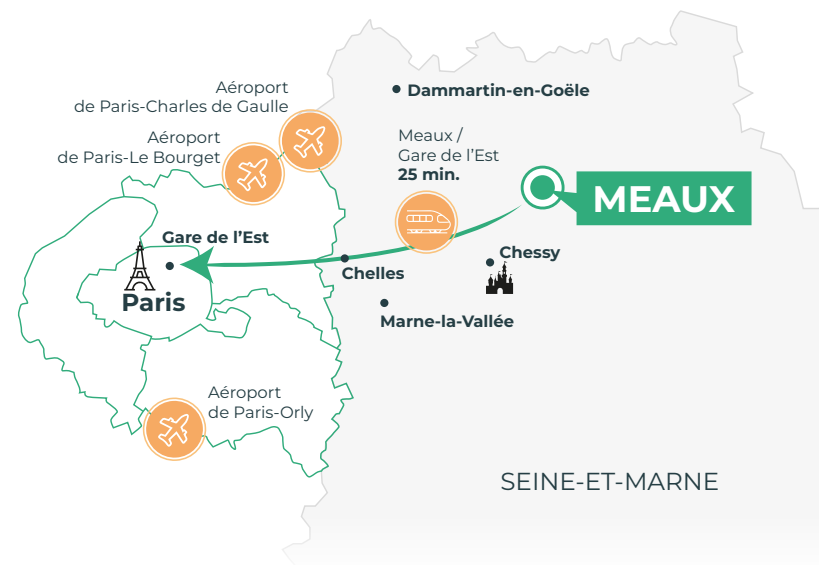 Aéroport
de Paris-Charles de Gaulle
Dammartin-en-Goële
Aéroport
de Paris-Le Bourget
Meaux /
Gare de l’Est
25 min.
MEAUX
Gare de l’Est
Paris
Chelles
Chessy
Marne-la-Vallée
Aéroport
de Paris-Orly
SEINE-ET-MARNE